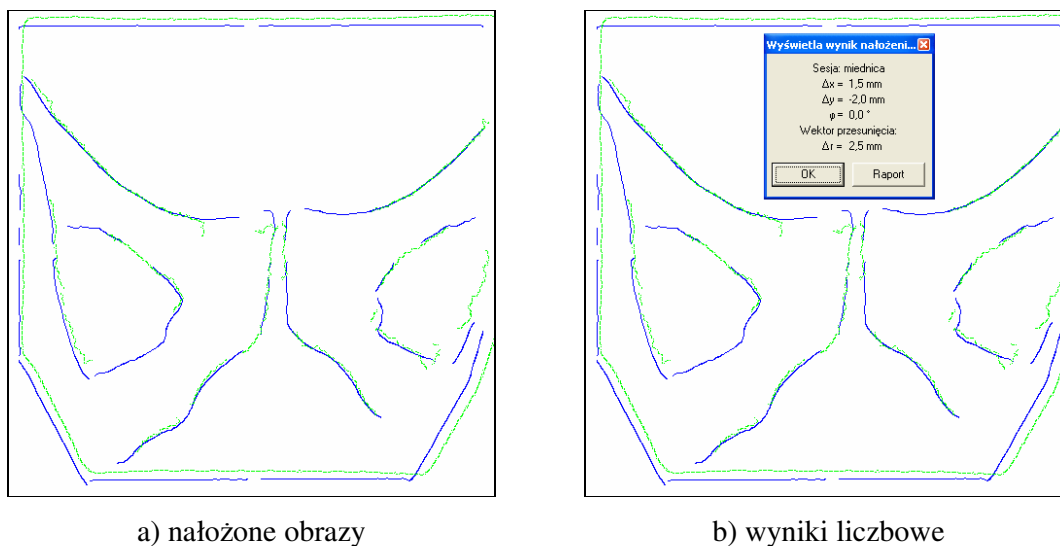 Wyświetla wynik nałożeni...
Sesja: miednica
Δx = 1,5 mm
Δy = -2,0 mm
φ = 0,0 °
Wektor przesunięcia:
Δr = 2,5 mm
OK Raport
a) nałożone obrazy b) wyniki liczbowe